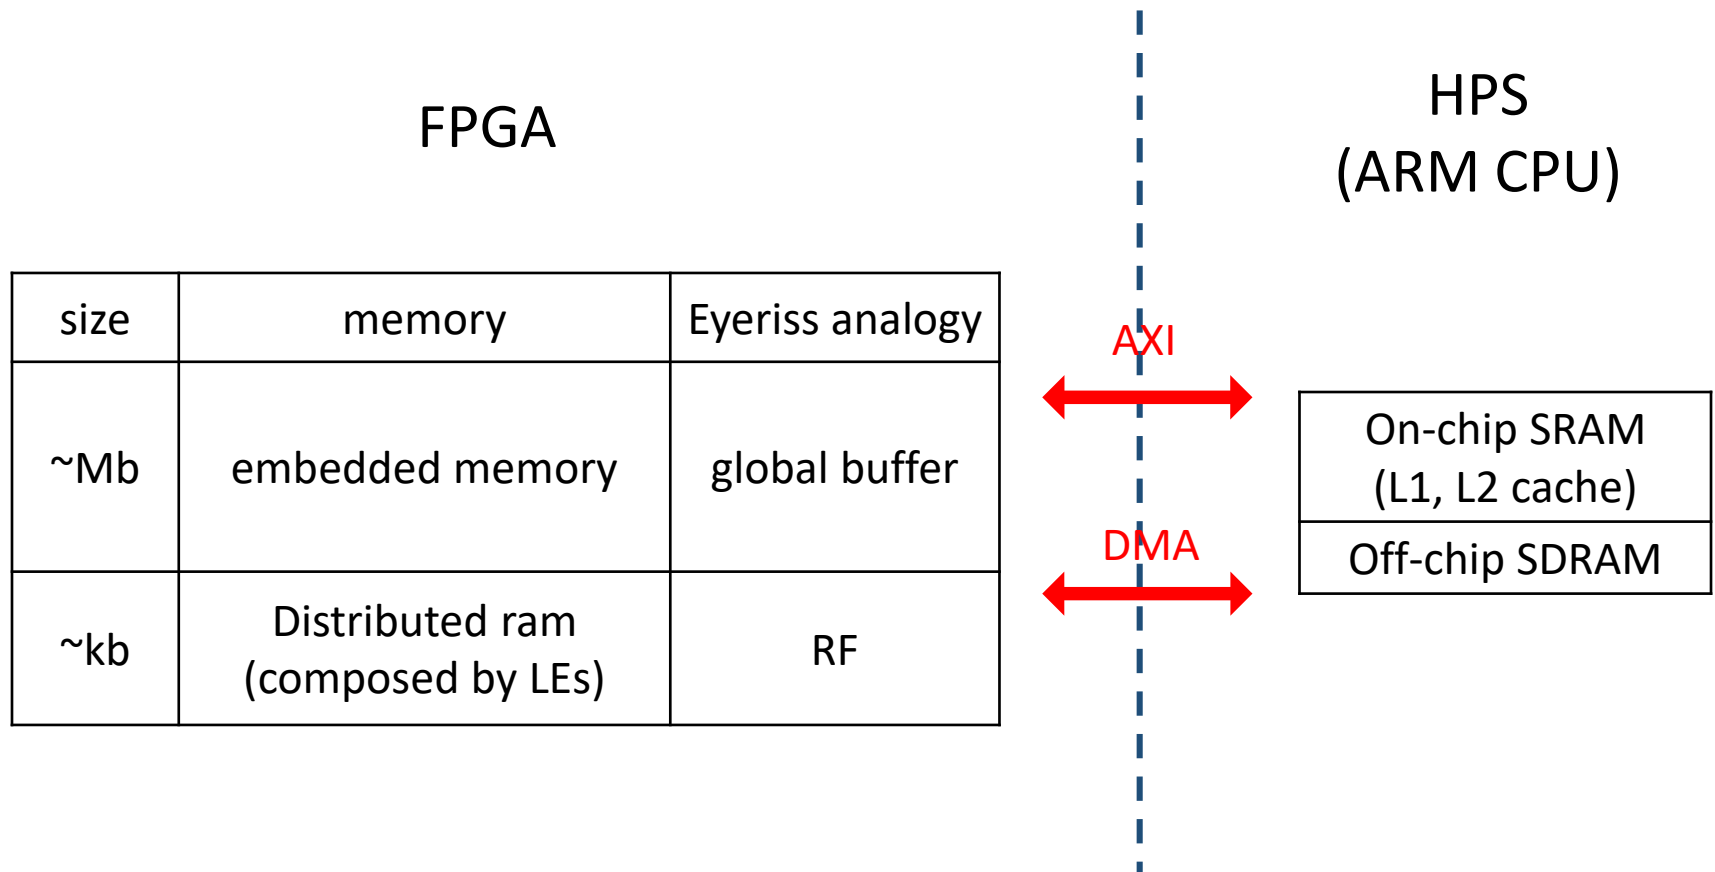 FPGA
HPS
(ARM CPU)
size
memory
Eyeriss analogy
~Mb
embedded memory
global buffer
~kb
Distributed ram
(composed by LEs)
RF
AXI
DMA
On-chip SRAM
(L1, L2 cache)
Off-chip SDRAM